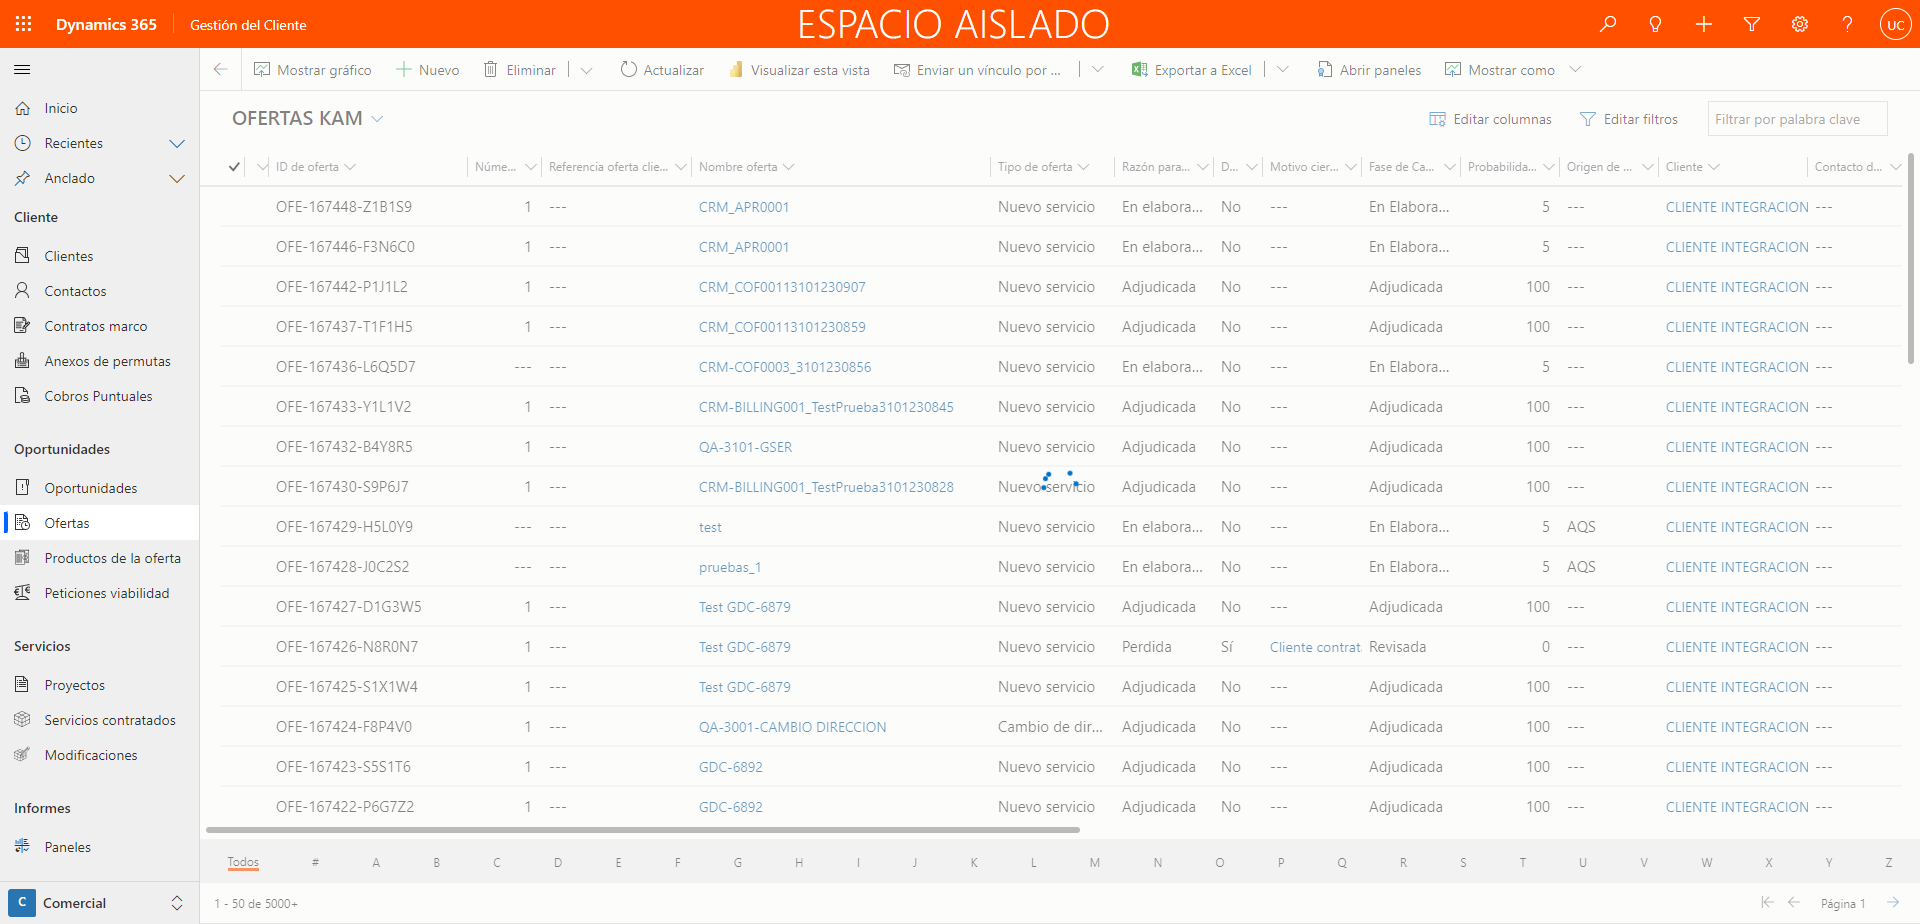 Dynamics 365 Gestión del Cliente ESPACIO AISLADO UC
Mostrar gráfico Nuevo Eliminar Actualizar Visualizar esta vista Enviar un vínculo por ... Exportar a Excel Abrir paneles Mostrar como
Inicio
Recientes
Anclado
Cliente
Clientes
Contactos
Contratos marco
Anexos de permutas
Cobros Puntuales
Oportunidades
Oportunidades
Ofertas
Productos de la oferta
Peticiones viabilidad
Servicios
Proyectos
Servicios contratados
Modificaciones
Informes
Paneles
C Comercial
OFERTAS KAM Editar columnas Editar filtros Filtrar por palabra clave
ID de oferta Núme... Referencia oferta clie... Nombre oferta Tipo de oferta Razón para... D... Motivo cier... Fase de Ca... Probabilida... Origen de ... Cliente Contacto d...
OFE-167448-Z1B1S9 1 --- CRM_APR0001 Nuevo servicio En elabora... No --- En Elabora... 5 --- CLIENTE INTEGRACION ---
OFE-167446-F3N6C0 1 --- CRM_APR0001 Nuevo servicio En elabora... No --- En Elabora... 5 --- CLIENTE INTEGRACION ---
OFE-167442-P1J1L2 1 --- CRM_COF00113101230907 Nuevo servicio Adjudicada No --- Adjudicada 100 --- CLIENTE INTEGRACION ---
OFE-167437-T1F1H5 1 --- CRM_COF00113101230859 Nuevo servicio Adjudicada No --- Adjudicada 100 --- CLIENTE INTEGRACION ---
OFE-167436-L6Q5D7 --- --- CRM-COF0003_3101230856 Nuevo servicio En elabora... No --- En Elabora... 5 --- CLIENTE INTEGRACION ---
OFE-167433-Y1L1V2 1 --- CRM-BILLING001_TestPrueba3101230845 Nuevo servicio Adjudicada No --- Adjudicada 100 --- CLIENTE INTEGRACION ---
OFE-167432-B4Y8R5 1 --- QA-3101-GSER Nuevo servicio Adjudicada No --- Adjudicada 100 --- CLIENTE INTEGRACION ---
OFE-167430-S9P6J7 1 --- CRM-BILLING001_TestPrueba3101230828 Nuevo servicio Adjudicada No --- Adjudicada 100 --- CLIENTE INTEGRACION ---
OFE-167429-H5L0Y9 --- --- test Nuevo servicio En elabora... No --- En Elabora... 5 AQS CLIENTE INTEGRACION ---
OFE-167428-J0C2S2 --- --- pruebas_1 Nuevo servicio En elabora... No --- En Elabora... 5 AQS CLIENTE INTEGRACION ---
OFE-167427-D1G3W5 1 --- Test GDC-6879 Nuevo servicio Adjudicada No --- Adjudicada 100 --- CLIENTE INTEGRACION ---
OFE-167426-N8R0N7 1 --- Test GDC-6879 Nuevo servicio Perdida Sí Cliente contrat Revisada 0 --- CLIENTE INTEGRACION ---
OFE-167425-S1X1W4 1 --- Test GDC-6879 Nuevo servicio Adjudicada No --- Adjudicada 100 --- CLIENTE INTEGRACION ---
OFE-167424-F8P4V0 1 --- QA-3001-CAMBIO DIRECCION Cambio de dir... Adjudicada No --- Adjudicada 100 --- CLIENTE INTEGRACION ---
OFE-167423-S5S1T6 1 --- GDC-6892 Nuevo servicio Adjudicada No --- Adjudicada 100 --- CLIENTE INTEGRACION ---
OFE-167422-P6G7Z2 1 --- GDC-6892 Nuevo servicio Adjudicada No --- Adjudicada 100 --- CLIENTE INTEGRACION ---
Todos # A B C D E F G H I J K L M N O P Q R S T U V W X Y Z
1 - 50 de 5000+ Página 1